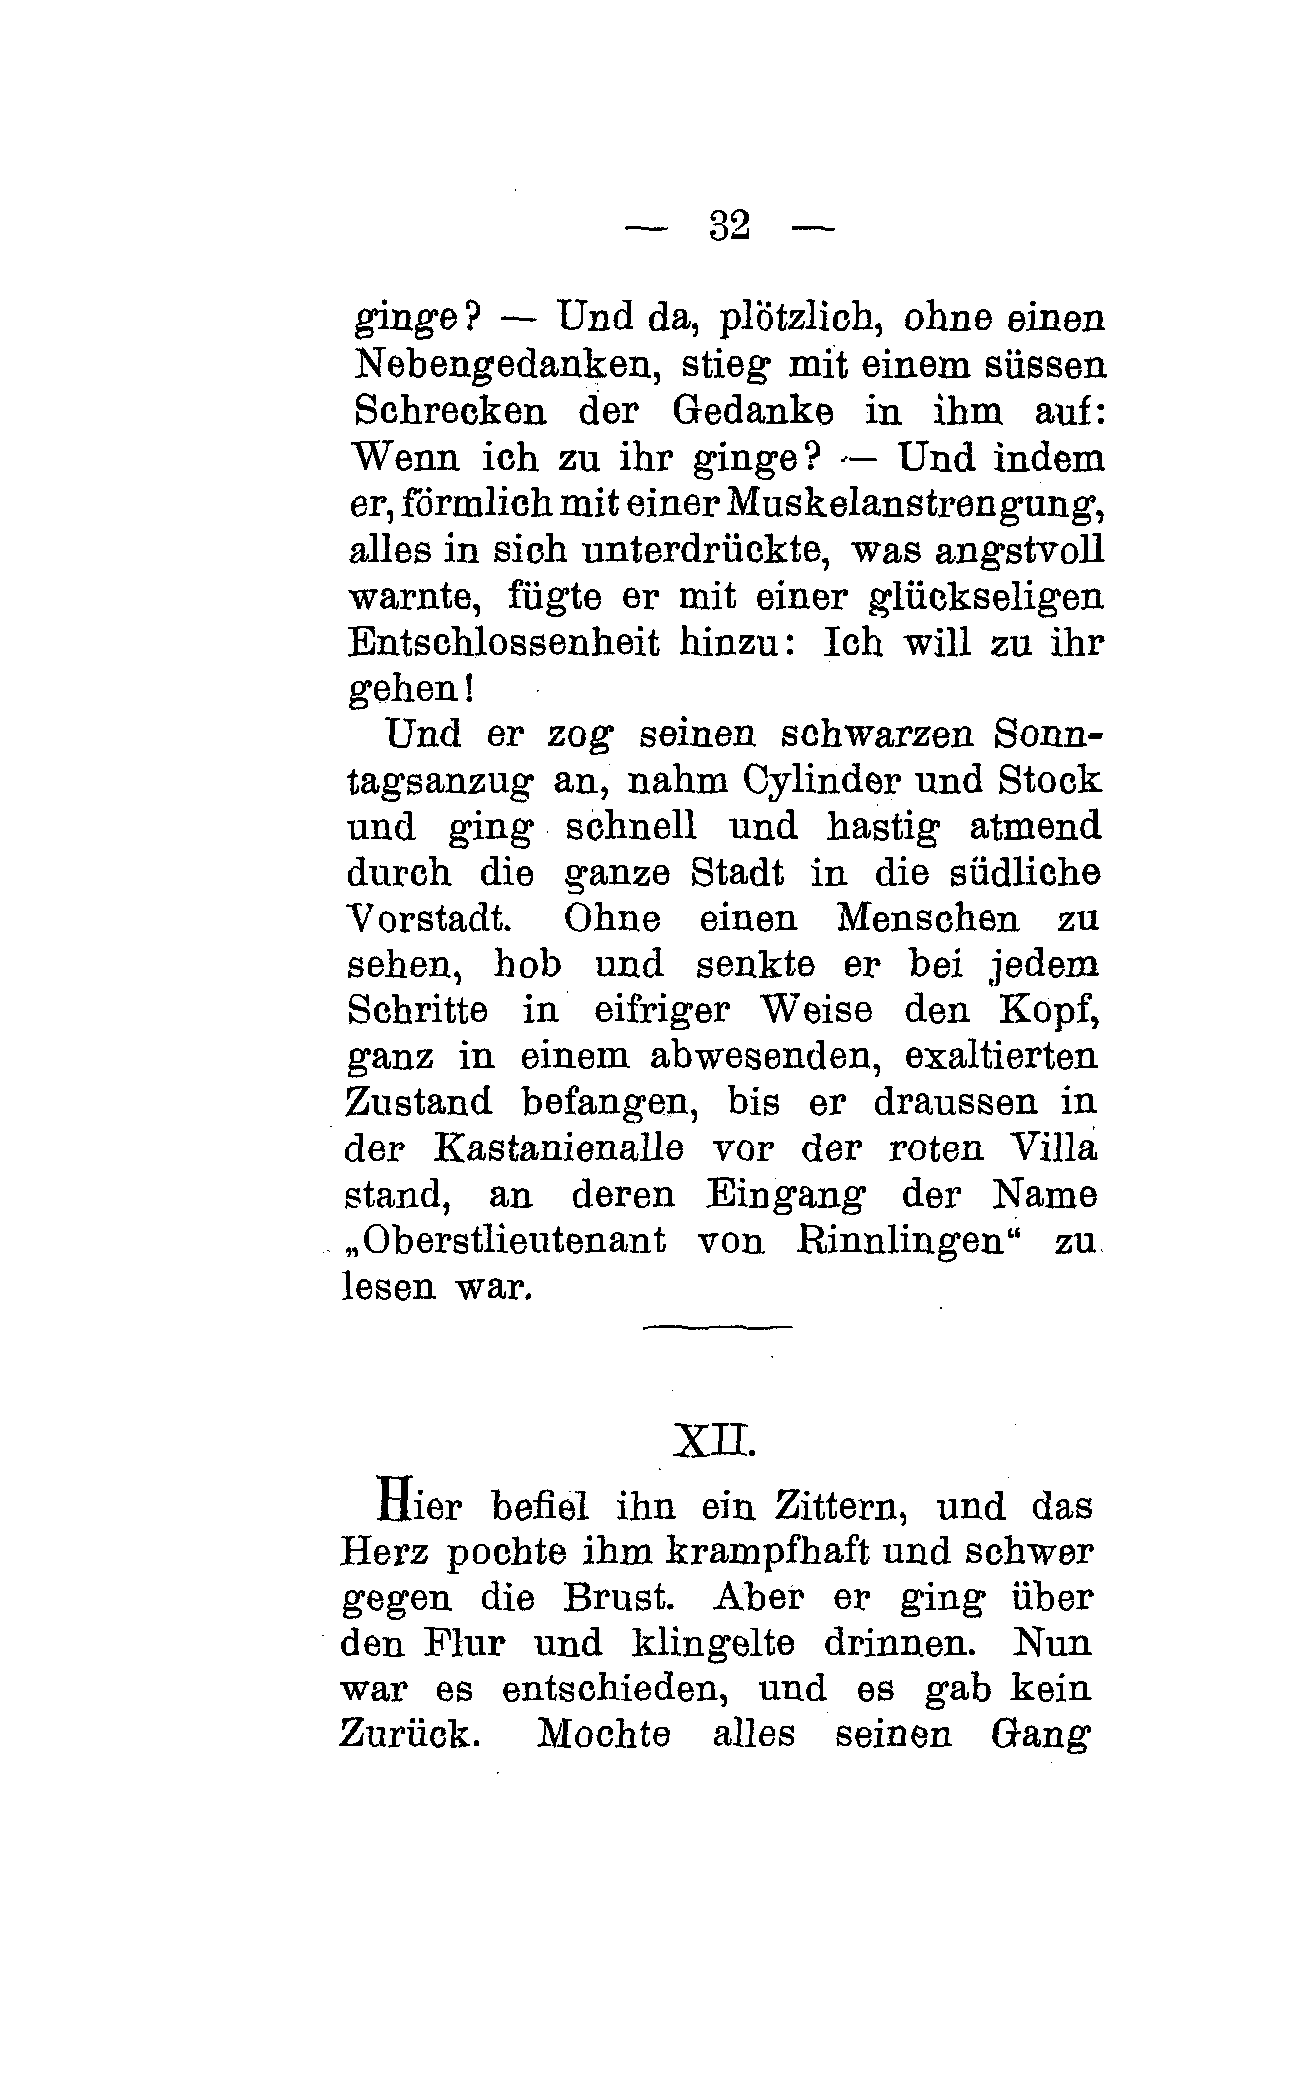 — 32 —
ginge? — Und da, plötzlich, ohne einen
Nebengedanken, stieg mit einem süssen
Schrecken der Gedanke in ihm auf:
Wenn ich zu ihr ginge? — Und indem
er, förmlich mit einer Muskelanstrengung,
alles in sich unterdrückte, was angstvoll
warnte, fügte er mit einer glückseligen
Entschlossenheit hinzu: Ich will zu ihr
gehen!
Und er zog seinen schwarzen Sonn-
tagsanzug an, nahm Cylinder und Stock
und ging schnell und hastig atmend
durch die ganze Stadt in die südliche
Vorstadt. Ohne einen Menschen zu
sehen, hob und senkte er bei jedem
Schritte in eifriger Weise den Kopf,
ganz in einem abwesenden, exaltierten
Zustand befangen, bis er draussen in
der Kastanienalle vor der roten Villa
stand, an deren Eingang der Name
„Oberstlieutenant von Rinnlingen“ zu
lesen war.
XII.
Hier befiel ihn ein Zittern, und das
Herz pochte ihm krampfhaft und schwer
gegen die Brust. Aber er ging über
den Flur und klingelte drinnen. Nun
war es entschieden, und es gab kein
Zurück. Mochte alles seinen Gang